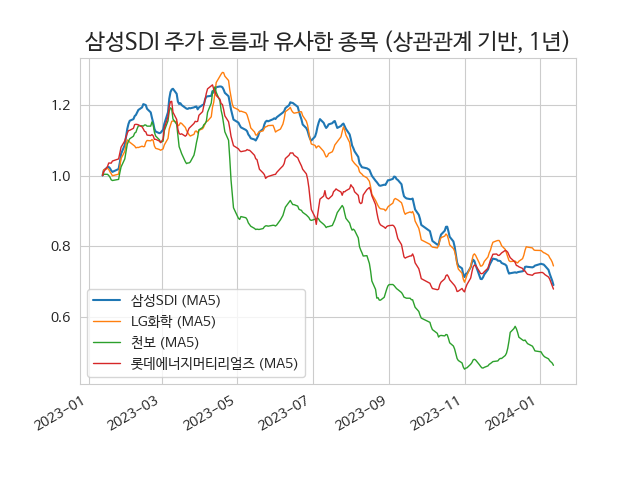 삼성SDI 주가 흐름과 유사한 종목 (상관관계 기반, 1년)
1.2
1.0
0.8
0.6
삼성SDI (MA5)
LG화학 (MA5)
천보 (MA5)
롯데에너지머티리얼즈 (MA5)
2023-01
2023-03
2023-05
2023-07
2023-09
2023-11
2024-01